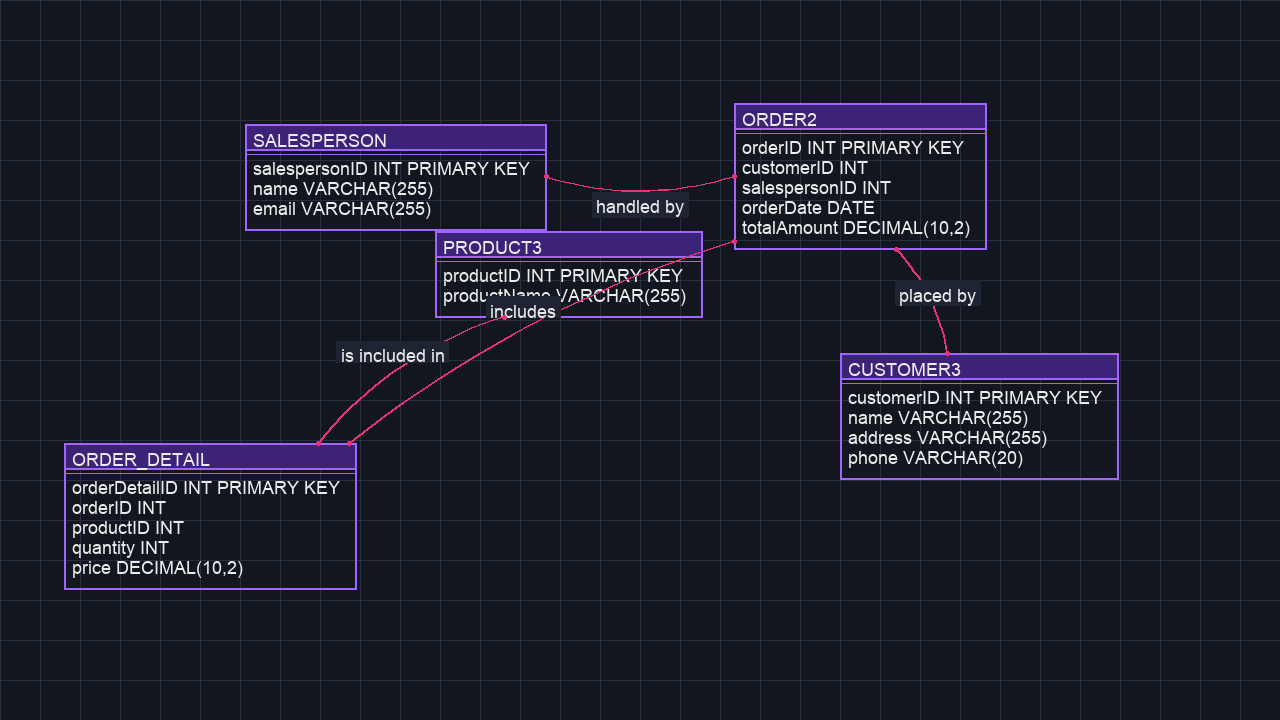 SALESPERSON
salespersonID INT PRIMARY KEY
name VARCHAR(255)
email VARCHAR(255)
ORDER2
orderID INT PRIMARY KEY
customerID INT
salespersonID INT
orderDate DATE
totalAmount DECIMAL(10,2)
handled by
PRODUCT3
productID INT PRIMARY KEY
productName VARCHAR(255)
includes
placed by
is included in
CUSTOMER3
customerID INT PRIMARY KEY
name VARCHAR(255)
address VARCHAR(255)
phone VARCHAR(20)
ORDER_DETAIL
orderDetailID INT PRIMARY KEY
orderID INT
productID INT
quantity INT
price DECIMAL(10,2)